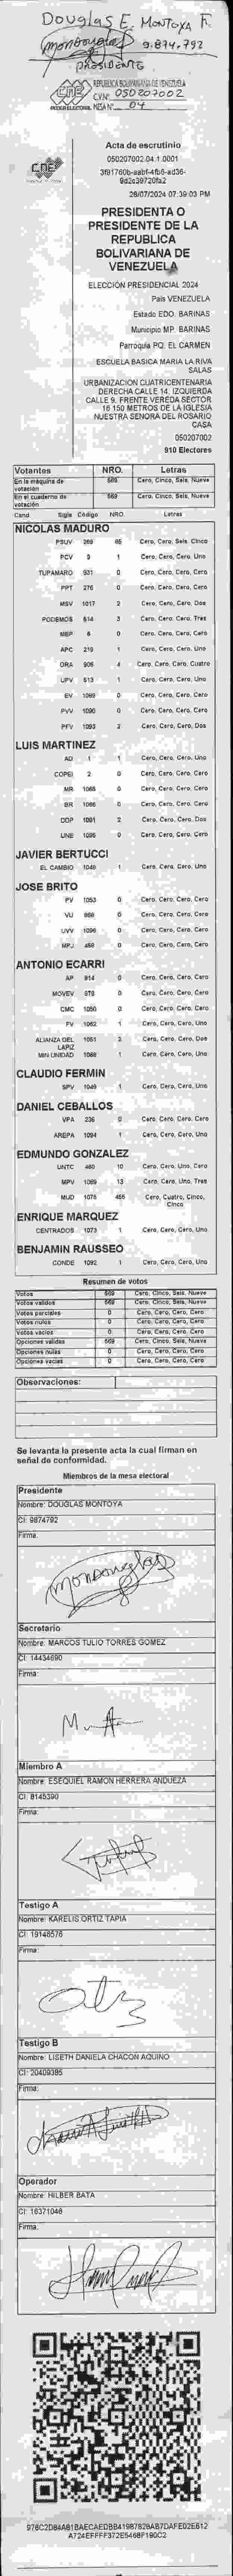 Douglas E. Montoya F.
monDouglas 9.874.792
PRESIDENTE
REPUBLICA BOLIVARIANA DE VENEZUELA
CNE PODER ELECTORAL
CVN°. 050207002
MESA N° 04
Acta de escrutinio
050207002.04.1.0001
26/07/2024 07:39:03 PM
PRESIDENTA O
PRESIDENTE DE LA
REPUBLICA
BOLIVARIANA DE
VENEZUELA
ELECCIÓN PRESIDENCIAL 2024
País VENEZUELA
Estado EDO. BARINAS
Municipio MP. BARINAS
Parroquia PQ. EL CARMEN
ESCUELA BASICA MARIA LA RIVA
SALAS
URBANIZACION CUATRICENTENARIA
DERECHA CALLE 14. IZQUIERDA
CALLE 9. FRENTE VEREDA SECTOR
16 150 METROS DE LA IGLESIA
NUESTRA SENORA DEL ROSARIO
CASA
050207002
910 Electores
Votantes NRO. Letras
En la máquina de votación 569 Cero, Cinco, Seis, Nueve
En el cuaderno de votación 569 Cero, Cinco, Seis, Nueve
Cand Sigla Código NRO. Letras
NICOLAS MADURO
PSUV 269 65 Cero, Cero, Seis, Cinco
PCV 9 1 Cero, Cero, Cero, Uno
TUPAMARO 931 0 Cero, Cero, Cero, Cero
PPT 276 0 Cero, Cero, Cero, Cero
MSV 1017 2 Cero, Cero, Cero, Dos
PODEMOS 514 3 Cero, Cero, Cero, Tres
MEP 6 0 Cero, Cero, Cero, Cero
APC 219 1 Cero, Cero, Cero, Uno
ORA 906 4 Cero, Cero, Cero, Cuatro
UPV 513 1 Cero, Cero, Cero, Uno
EV 1089 0 Cero, Cero, Cero, Cero
PVV 1090 0 Cero, Cero, Cero, Cero
PFV 1093 2 Cero, Cero, Cero, Dos
LUIS MARTINEZ
AD 1 1 Cero, Cero, Cero, Uno
COPEI 2 0 Cero, Cero, Cero, Cero
MR 1065 0 Cero, Cero, Cero, Cero
BR 1066 0 Cero, Cero, Cero, Cero
DDP 1091 2 Cero, Cero, Cero, Dos
UNE 1095 0 Cero, Cero, Cero, Cero
JAVIER BERTUCCI
EL CAMBIO 1048 1 Cero, Cero, Cero, Uno
JOSE BRITO
PV 1053 0 Cero, Cero, Cero, Cero
VU 868 0 Cero, Cero, Cero, Cero
UVV 1096 0 Cero, Cero, Cero, Cero
MPJ 458 0 Cero, Cero, Cero, Cero
ANTONIO ECARRI
AP 914 0 Cero, Cero, Cero, Cero
MOVEV 979 0 Cero, Cero, Cero, Cero
CMC 1050 0 Cero, Cero, Cero, Cero
FV 1052 1 Cero, Cero, Cero, Uno
ALIANZA DEL LAPIZ 1051 2 Cero, Cero, Cero, Dos
MIN UNIDAD 1068 1 Cero, Cero, Cero, Uno
CLAUDIO FERMIN
SPV 1049 1 Cero, Cero, Cero, Uno
DANIEL CEBALLOS
VPA 236 0 Cero, Cero, Cero, Cero
AREPA 1094 1 Cero, Cero, Cero, Uno
EDMUNDO GONZALEZ
UNTC 460 10 Cero, Cero, Uno, Cero
MPV 1069 13 Cero, Cero, Uno, Tres
MUD 1078 455 Cero, Cuatro, Cinco, Cinco
ENRIQUE MARQUEZ
CENTRADOS 1073 1 Cero, Cero, Cero, Uno
BENJAMIN RAUSSEO
CONDE 1092 1 Cero, Cero, Cero, Uno
Resumen de votos
Votos 569 Cero, Cinco, Seis, Nueve
Votos validos 569 Cero, Cinco, Seis, Nueve
Votos parciales 0 Cero, Cero, Cero, Cero
Votos nulos 0 Cero, Cero, Cero, Cero
Votos vacios 0 Cero, Cero, Cero, Cero
Opciones validas 569 Cero, Cinco, Seis, Nueve
Opciones nulas 0 Cero, Cero, Cero, Cero
Opciones vacias 0 Cero, Cero, Cero, Cero
Observaciones:
Se levanta la presente acta la cual firman en
señal de conformidad.
Miembros de la mesa electoral
Presidente
Nombre: DOUGLAS MONTOYA
CI: 9874792
Firma:
monDouglas
Secretario
Nombre: MARCOS TULIO TORRES GOMEZ
CI: 14434690
Firma:
Miembro A
Nombre: ESEQUIEL RAMON HERRERA ANDUEZA
CI: 8145390
Firma:
Testigo A
Nombre: KARELIS ORTIZ TAPIA
CI: 19146576
Firma:
Testigo B
Nombre: LISETH DANIELA CHACON AQUINO
CI: 20409385
Firma:
Operador
Nombre: HILBER BATA
CI: 16371046
Firma: